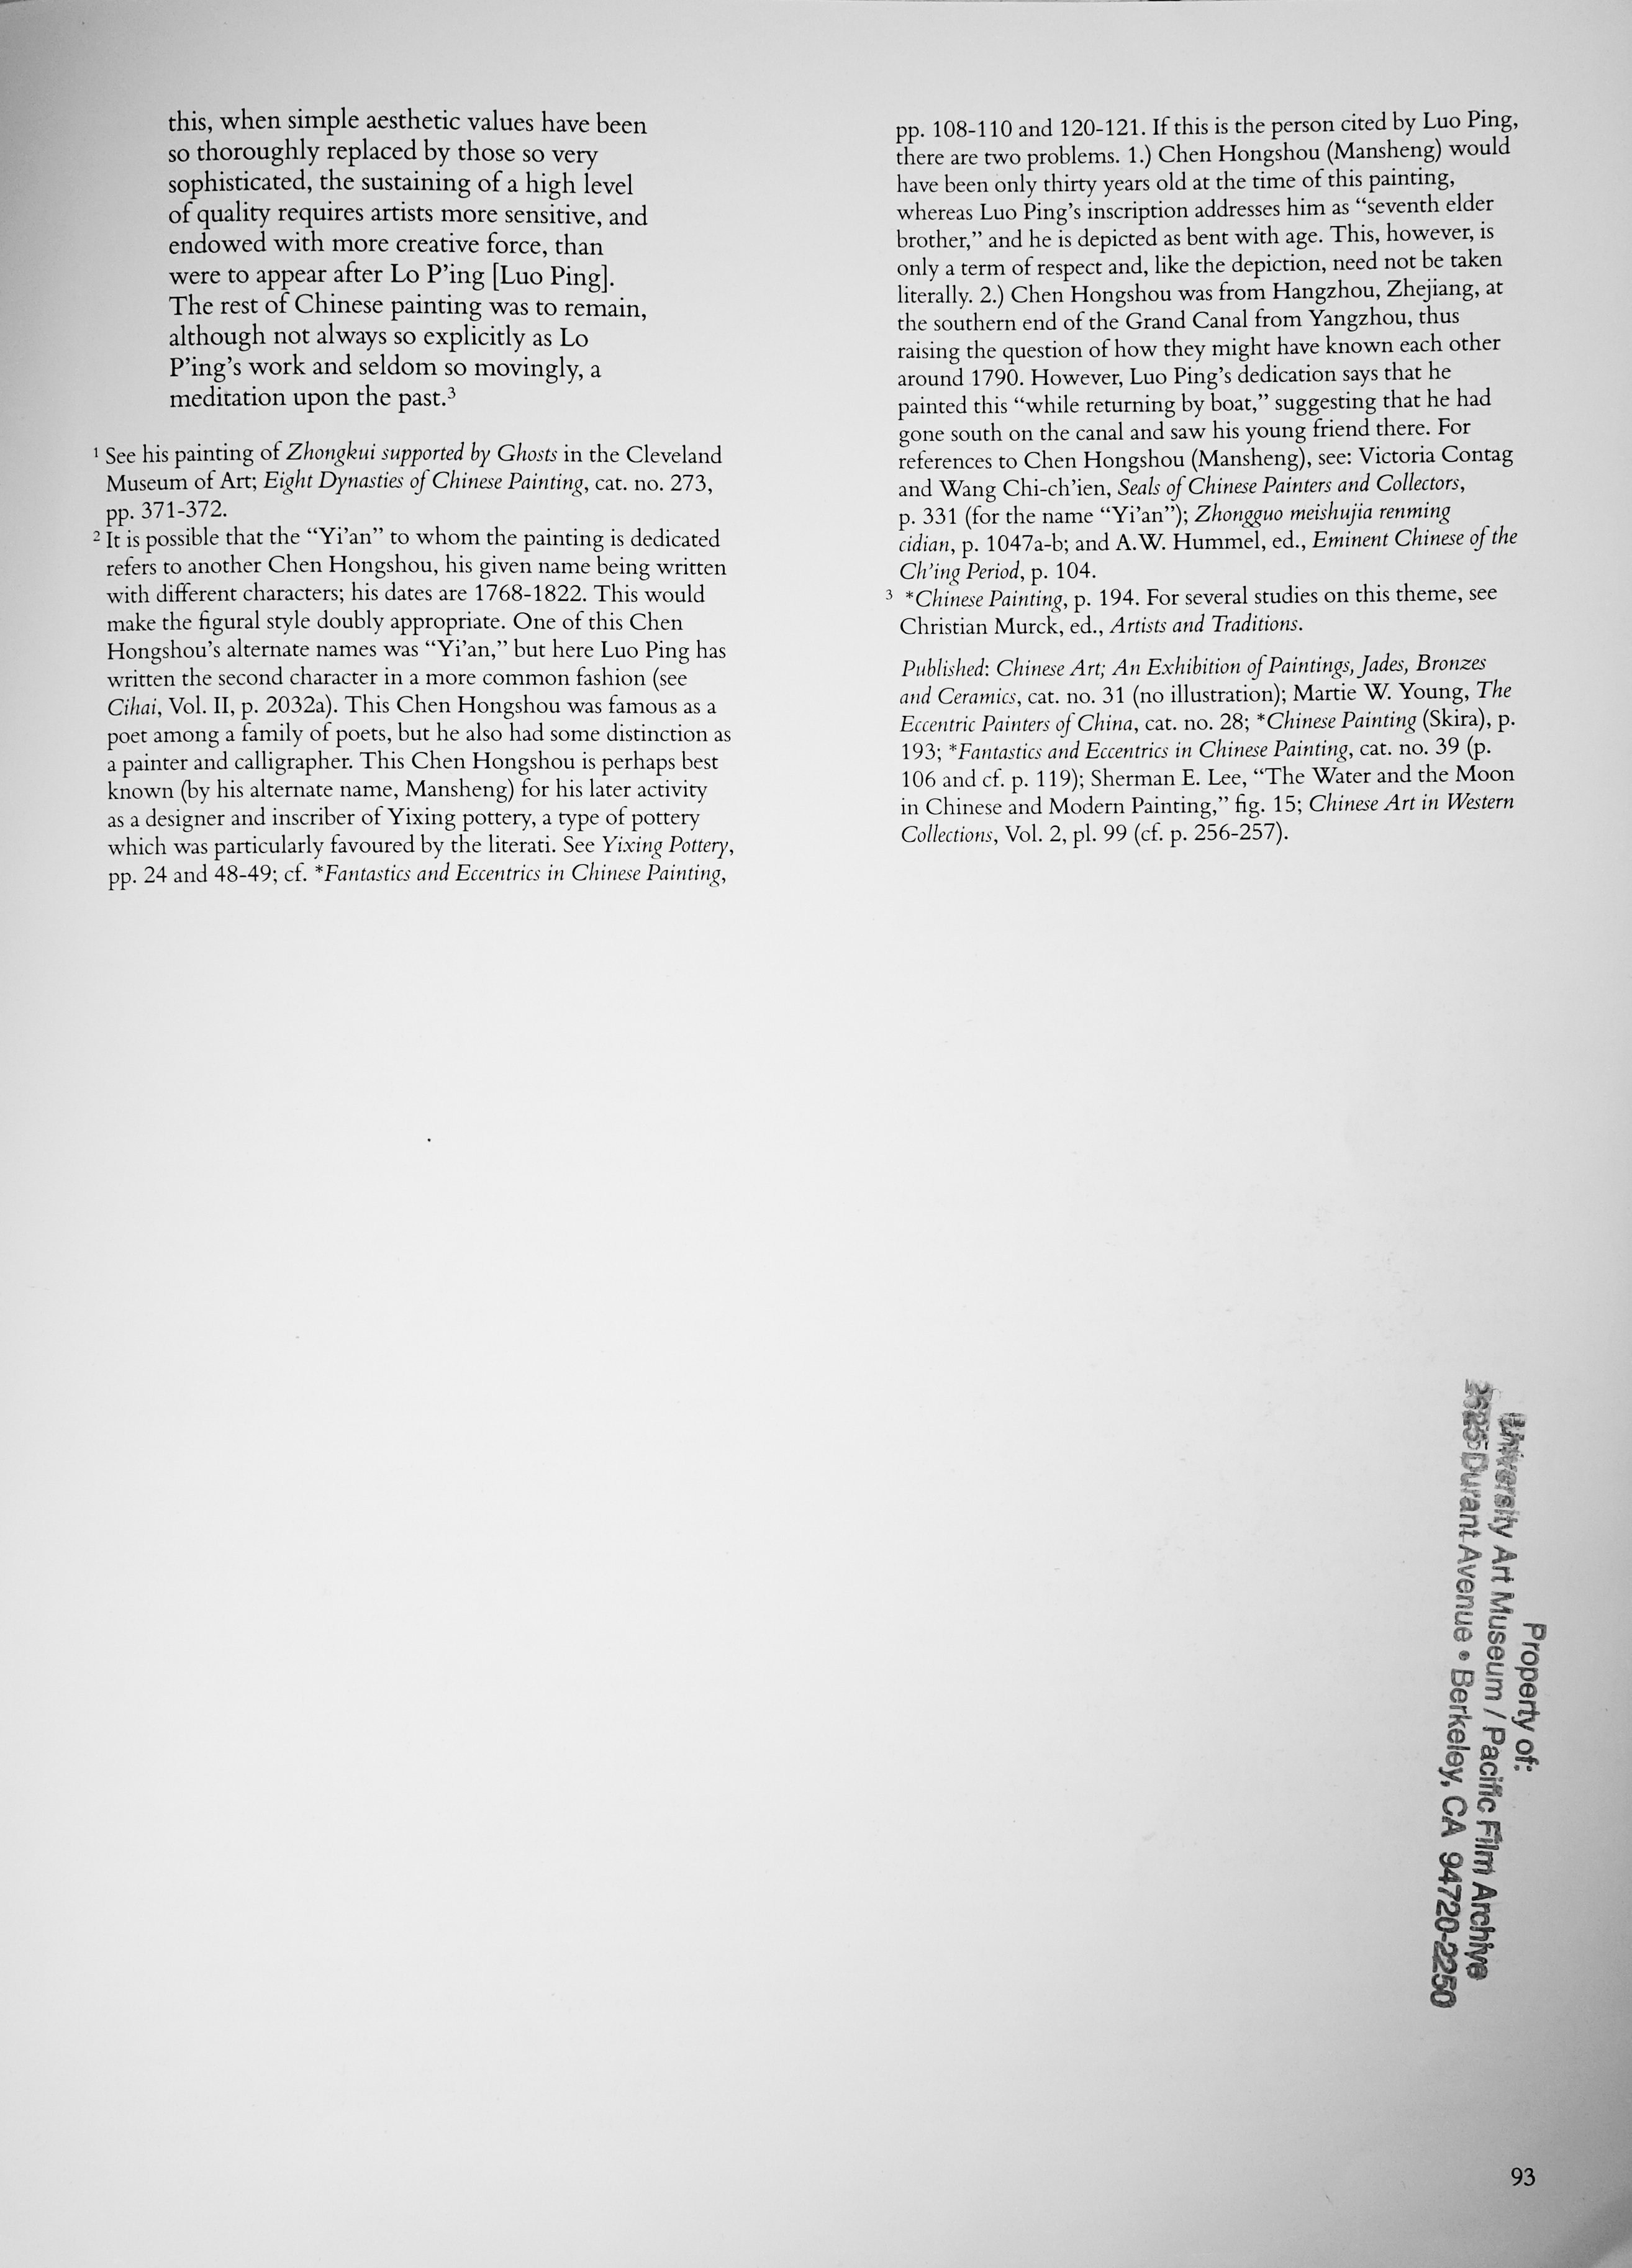 this, when simple aesthetic values have been
so thoroughly replaced by those so very
sophisticated, the sustaining of a high level
of quality requires artists more sensitive, and
endowed with more creative force, than
were to appear after Lo P’ing [Luo Ping].
The rest of Chinese painting was to remain,
although not always so explicitly as Lo
P’ing’s work and seldom so movingly, a
meditation upon the past.³
¹ See his painting of Zhongkui supported by Ghosts in the Cleveland
Museum of Art; Eight Dynasties of Chinese Painting, cat. no. 273,
pp. 371-372.
² It is possible that the “Yi’an” to whom the painting is dedicated
refers to another Chen Hongshou, his given name being written
with different characters; his dates are 1768-1822. This would
make the figural style doubly appropriate. One of this Chen
Hongshou’s alternate names was “Yi’an,” but here Luo Ping has
written the second character in a more common fashion (see
Cihai, Vol. II, p. 2032a). This Chen Hongshou was famous as a
poet among a family of poets, but he also had some distinction as
a painter and calligrapher. This Chen Hongshou is perhaps best
known (by his alternate name, Mansheng) for his later activity
as a designer and inscriber of Yixing pottery, a type of pottery
which was particularly favoured by the literati. See Yixing Pottery,
pp. 24 and 48-49; cf. *Fantastics and Eccentrics in Chinese Painting,
pp. 108-110 and 120-121. If this is the person cited by Luo Ping,
there are two problems. 1.) Chen Hongshou (Mansheng) would
have been only thirty years old at the time of this painting,
whereas Luo Ping’s inscription addresses him as “seventh elder
brother,” and he is depicted as bent with age. This, however, is
only a term of respect and, like the depiction, need not be taken
literally. 2.) Chen Hongshou was from Hangzhou, Zhejiang, at
the southern end of the Grand Canal from Yangzhou, thus
raising the question of how they might have known each other
around 1790. However, Luo Ping’s dedication says that he
painted this “while returning by boat,” suggesting that he had
gone south on the canal and saw his young friend there. For
references to Chen Hongshou (Mansheng), see: Victoria Contag
and Wang Chi-ch’ien, Seals of Chinese Painters and Collectors,
p. 331 (for the name “Yi’an”); Zhongguo meishujia renming
cidian, p. 1047a-b; and A.W. Hummel, ed., Eminent Chinese of the
Ch’ing Period, p. 104.
³ *Chinese Painting, p. 194. For several studies on this theme, see
Christian Murck, ed., Artists and Traditions.
Published: Chinese Art; An Exhibition of Paintings, Jades, Bronzes
and Ceramics, cat. no. 31 (no illustration); Martie W. Young, The
Eccentric Painters of China, cat. no. 28; *Chinese Painting (Skira), p.
193; *Fantastics and Eccentrics in Chinese Painting, cat. no. 39 (p.
106 and cf. p. 119); Sherman E. Lee, “The Water and the Moon
in Chinese and Modern Painting,” fig. 15; Chinese Art in Western
Collections, Vol. 2, pl. 99 (cf. p. 256-257).
Property of:
University Art Museum / Pacific Film Archive
2625 Durant Avenue • Berkeley, CA 94720-2250
93